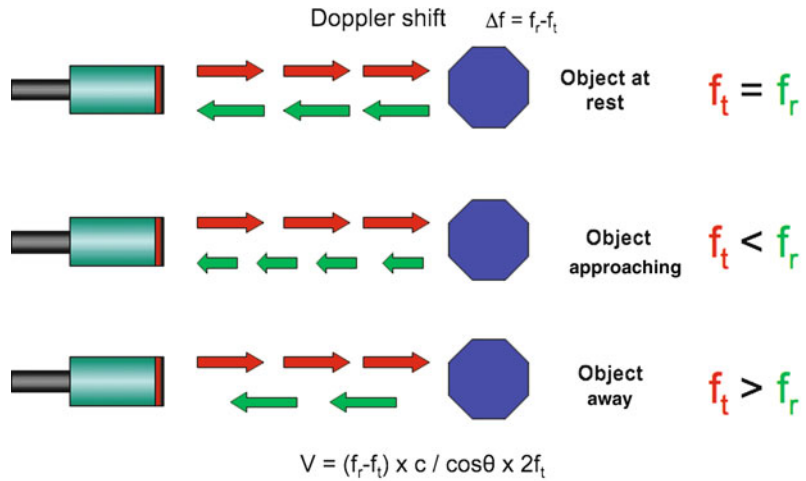 Doppler shift Δf = fr-ft
Object at
rest
ft = fr
Object
approaching
ft < fr
Object
away
ft > fr
V = (fr-ft) x c / cosθ x 2ft